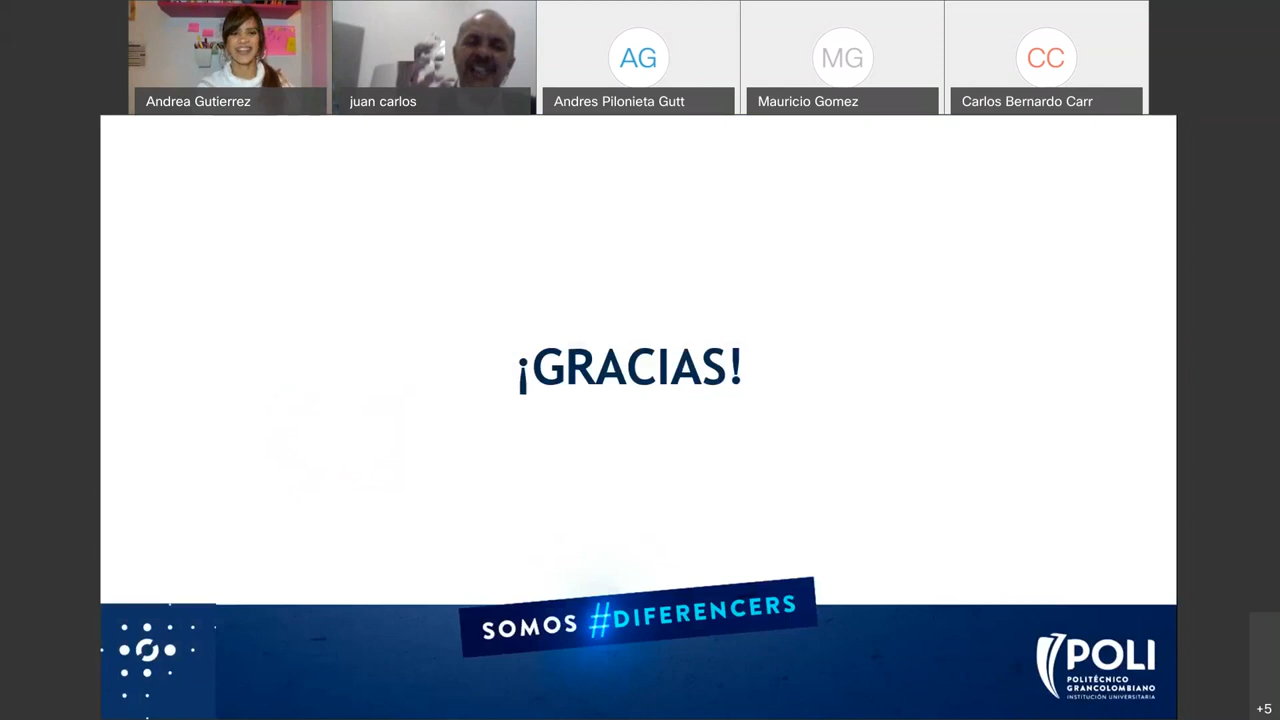 AG
MG
CC
Andrea Gutierrez
juan carlos
Andres Pilonieta Gutt
Mauricio Gomez
Carlos Bernardo Carr
¡GRACIAS!
SOMOS #DIFERENCERS
POLI
POLITÉCNICO
GRANCOLOMBIANO
INSTITUCIÓN UNIVERSITARIA
+5